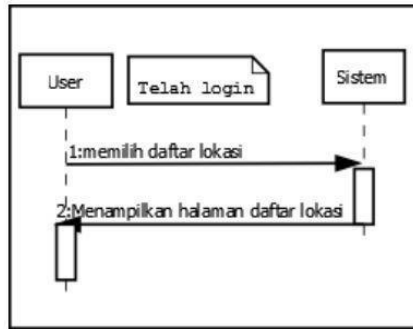 User
Telah login
Sistem
1:memilih daftar lokasi
2:Menampilkan halaman daftar lokasi